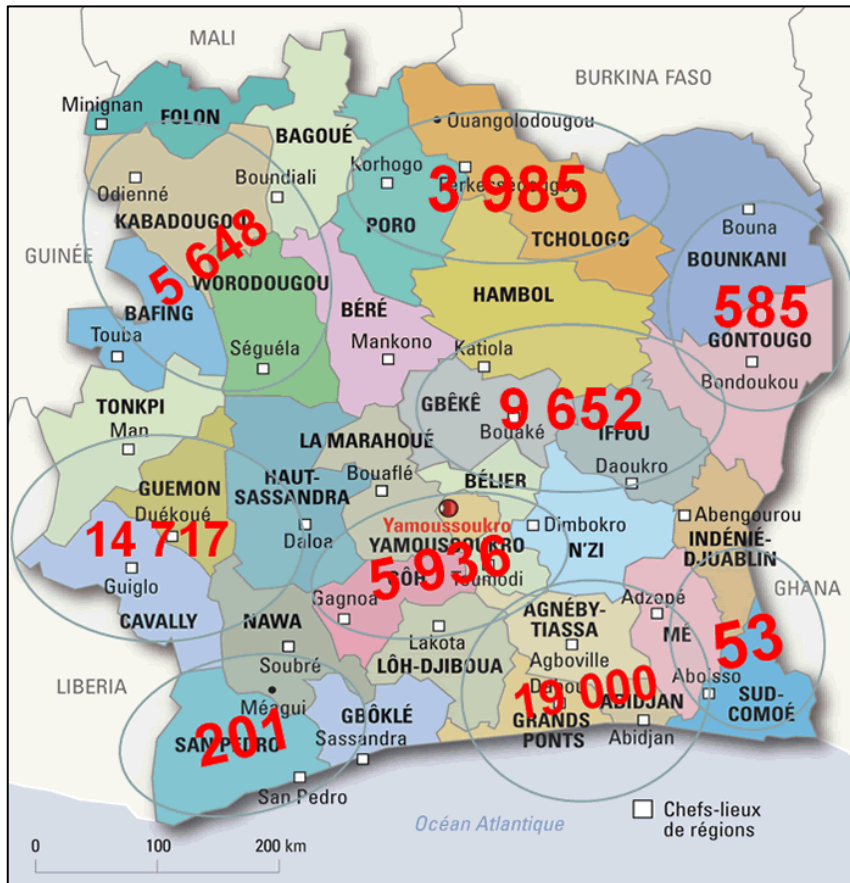 MALI
BURKINA FASO
Minignan
FOLON
BAGOUÉ
Ouangolodougou
Korhogo
Ferkessédougou
Odienné
Boundiali
3 985
KABADOUGOU
PORO
TCHOLOGO
Bouna
GUINÉE
5 648
WORODOUGOU
BOUNKANI
BAFING
BÉRÉ
HAMBOL
585
Touba
Séguéla
Mankono
Katiola
GONTOUGO
Bondoukou
TONKPI
GBÊKÊ
9 652
Man
LA MARAHOUÉ
Bouaké
IFFOU
GUEMON
HAUT-
SASSANDRA
Bouaflé
BÉLIER
Daoukro
Duékoué
Yamoussoukro
Dimbokro
Abengourou
14 717
Daloa
YAMOUSSOUKRO
N'ZI
INDÉNIÉ-
DJUABLIN
Guiglo
5 936
GÔH
Toumodi
GHANA
CAVALLY
Gagnoa
AGNÉBY-
TIASSA
Adzopé
NAWA
Lakota
MÉ
53
Soubré
LÔH-DJIBOUA
Agboville
LIBERIA
Aboisso
Méagui
Dabou
19 000
SUD-
COMOÉ
201
GBÔKLÉ
GRANDS
PONTS
ABIDJAN
SAN PEDRO
Sassandra
Abidjan
San Pedro
Chefs-lieux
de régions
Océan Atlantique
0 100 200 km